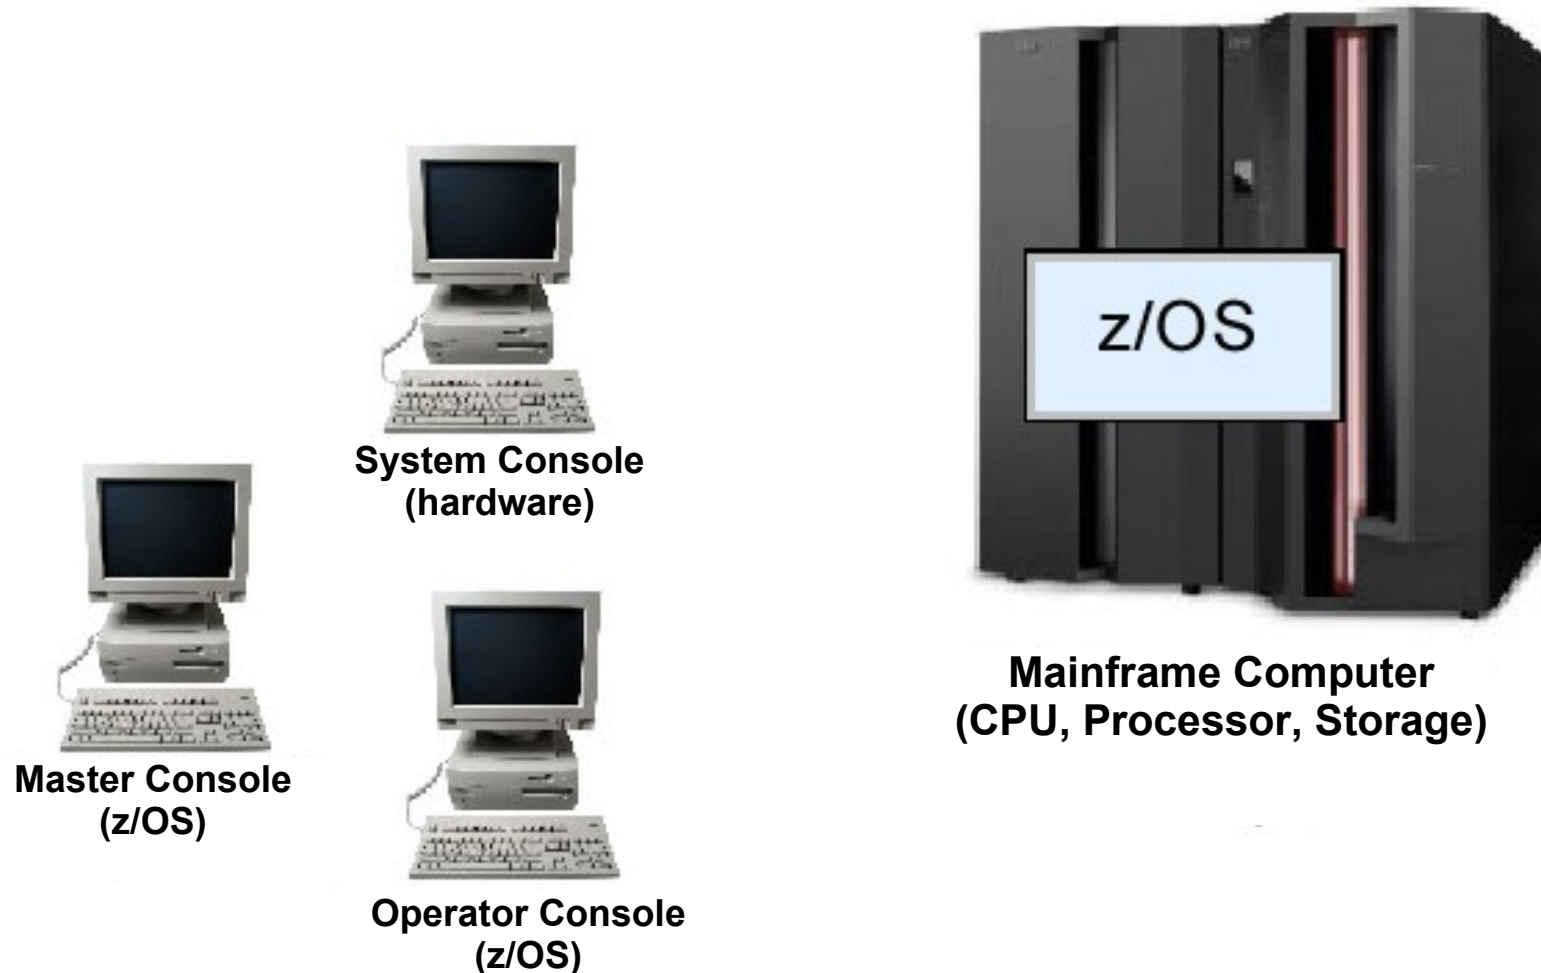 System Console
(hardware)
Master Console
(z/OS)
Operator Console
(z/OS)
z/OS
Mainframe Computer
(CPU, Processor, Storage)